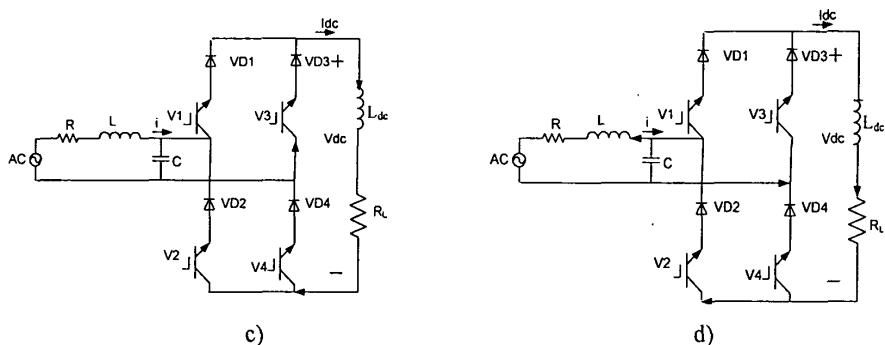 Idc
VD1
VD3
+
V1
V3
Ldc
R
L
i
Vdc
AC
C
VD2
VD4
RL
V2
V4
−
c)
Idc
VD1
VD3
+
V1
V3
Ldc
R
L
i
Vdc
AC
C
VD2
VD4
RL
V2
V4
−
d)